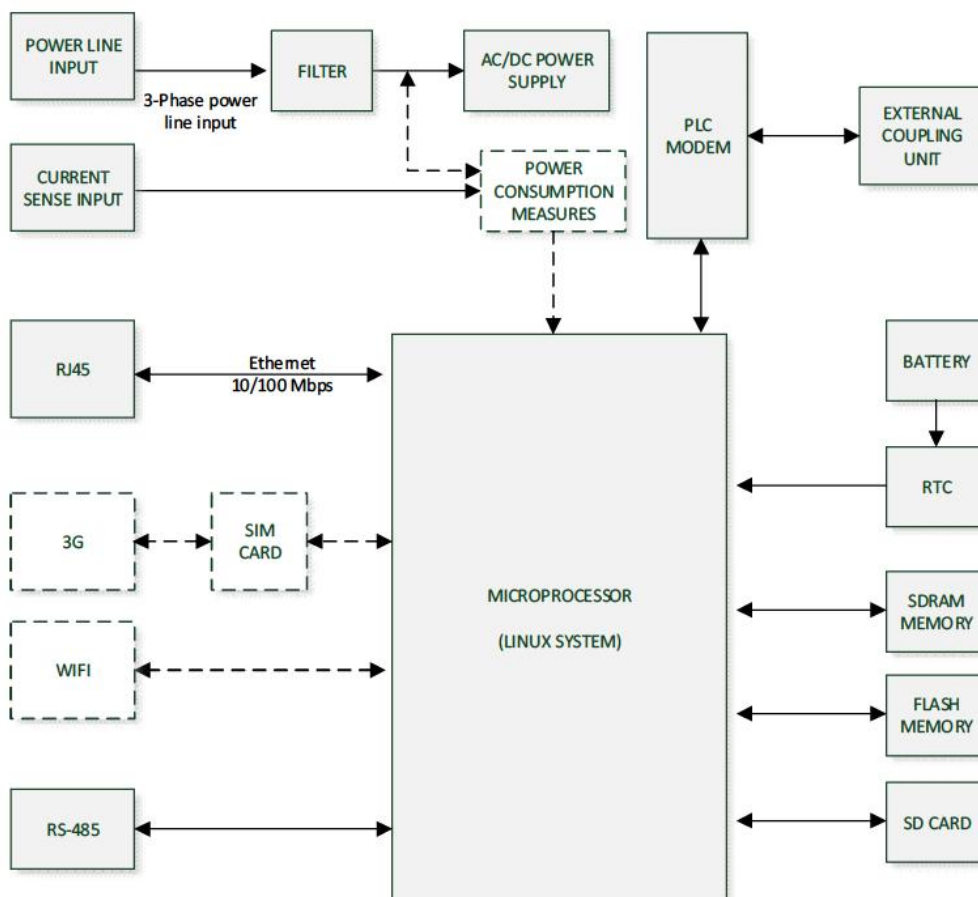 POWER LINE
INPUT
3-Phase power
line input
FILTER
AC/DC POWER
SUPPLY
PLC
MODEM
EXTERNAL
COUPLING
UNIT
CURRENT
SENSE INPUT
POWER
CONSUMPTION
MEASURES
RJ45
Ethernet
10/100 Mbps
BATTERY
RTC
3G
SIM
CARD
MICROPROCESSOR
(LINUX SYSTEM)
SDRAM
MEMORY
WIFI
FLASH
MEMORY
RS-485
SD CARD